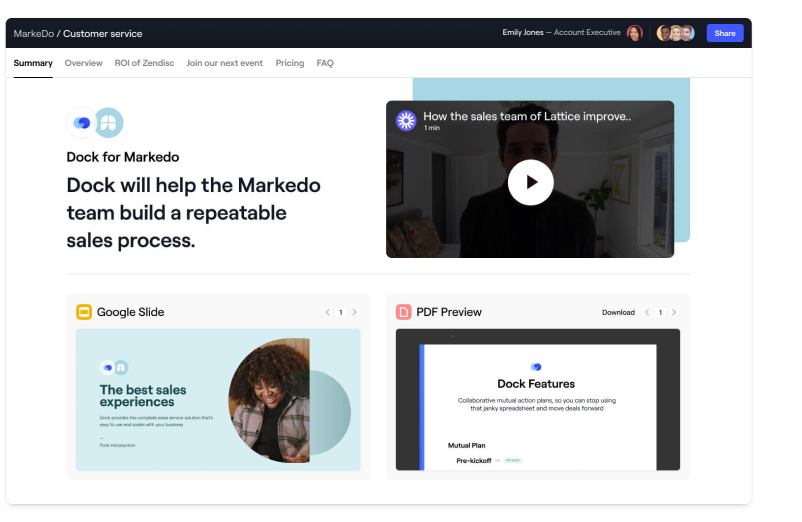 MarkeDo / Customer service
Emily Jones — Account Executive
Share
Summary
Overview
ROI of Zendisc
Join our next event
Pricing
FAQ
Dock for Markedo
Dock will help the Markedo
team build a repeatable
sales process.
How the sales team of Lattice improve..
1 min
Google Slide
1
The best sales
experiences
Dock provides the complete sales service solution that's
easy to use and scales with your business
—
Fook introduction
PDF Preview
Download
1
Dock Features
Collaborative mutual action plans, so you can stop using
that janky spreadsheet and move deals forward
Mutual Plan
Pre-kickoff